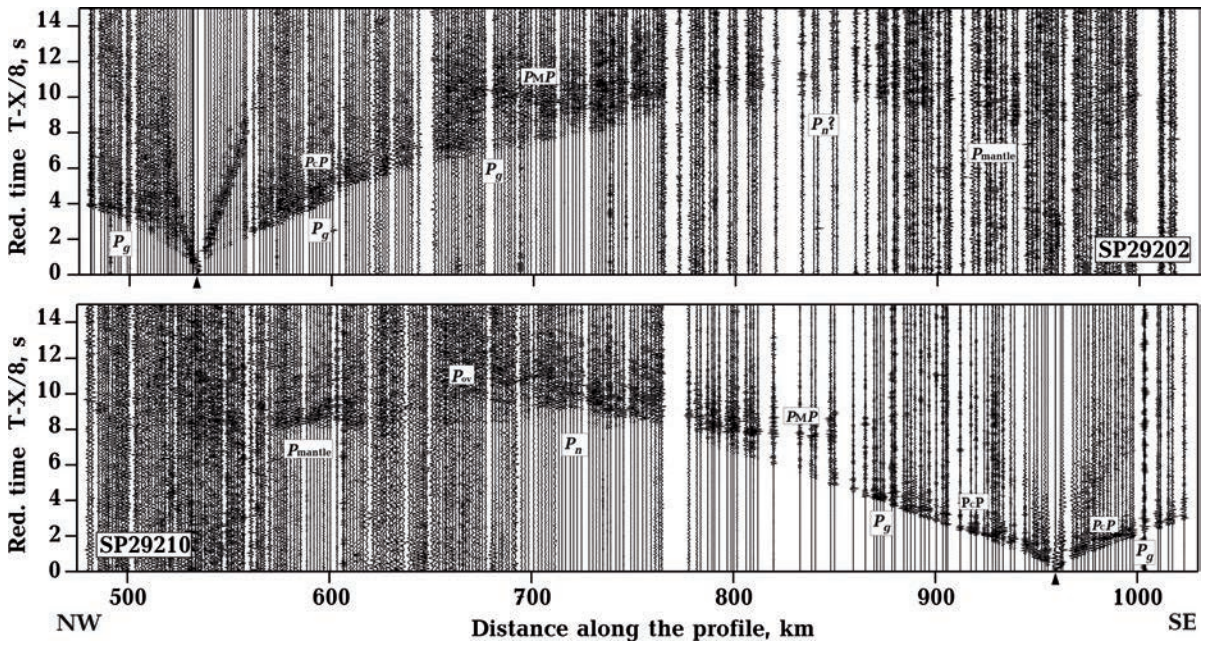 Red. time T-X/8, s
14
12
10
8
6
4
2
0
PMP
PcP
Pn?
Pmantle
Pg
Pg
Pg
SP29202
Red. time T-X/8, s
14
12
10
8
6
4
2
0
Pov
PMP
Pmantle
Pn
PcP
PcP
Pg
Pg
SP29210
500 600 700 800 900 1000
NW SE
Distance along the profile, km